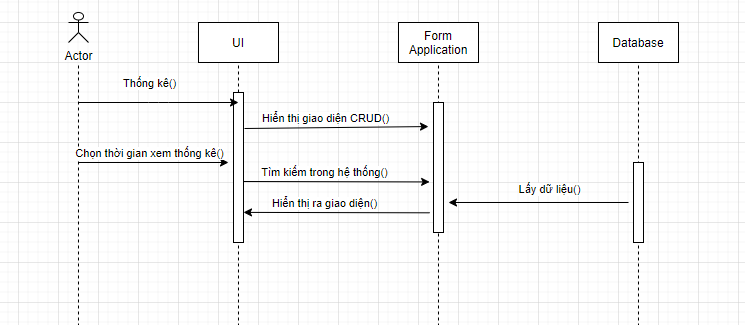 Actor
UI
Form
Application
Database
Thống kê()
Hiển thị giao diện CRUD()
Chọn thời gian xem thống kê()
Tìm kiếm trong hệ thống()
Lấy dữ liệu()
Hiển thị ra giao diện()